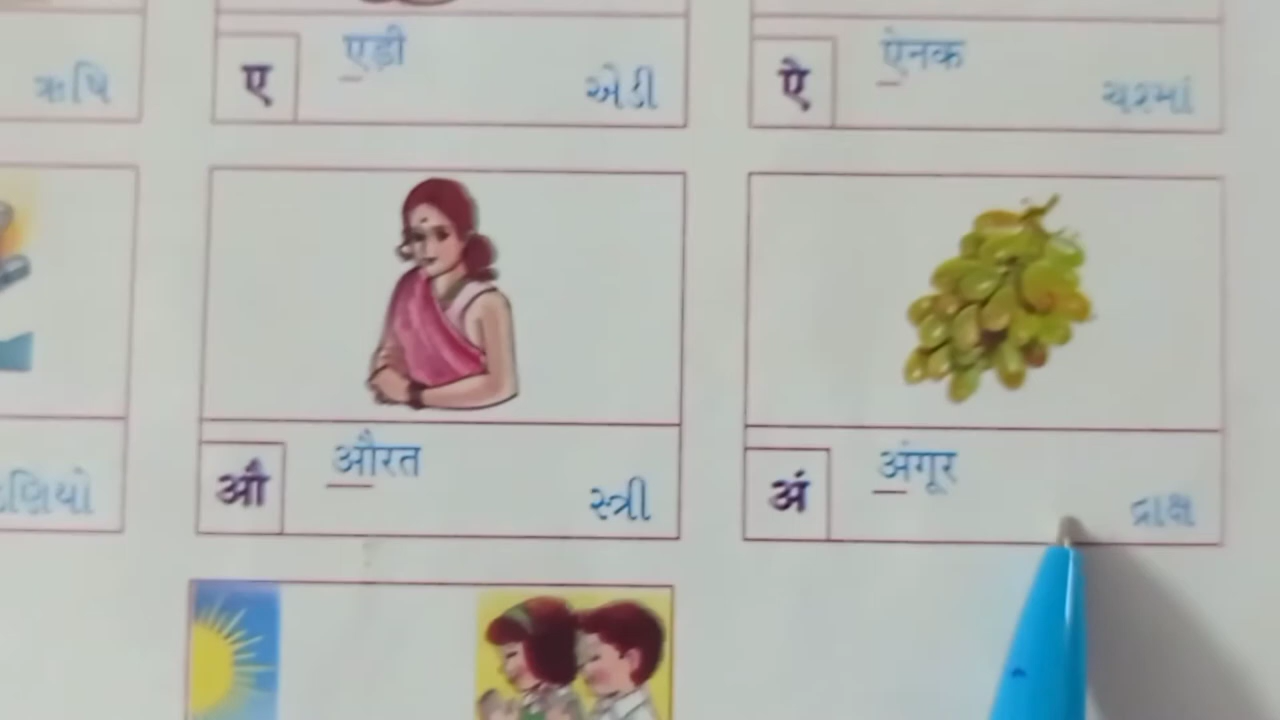 ऋषि
ए
एड़ी
એડી
ऐ
ऐनक
ચશ્માં
औ
औरत
સ્ત્રી
अं
अंगूर
દ્રાક્ષ